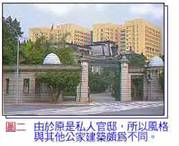 圖二 由於原是私人官邸，所以風格
與其他公家建築頗為不同。